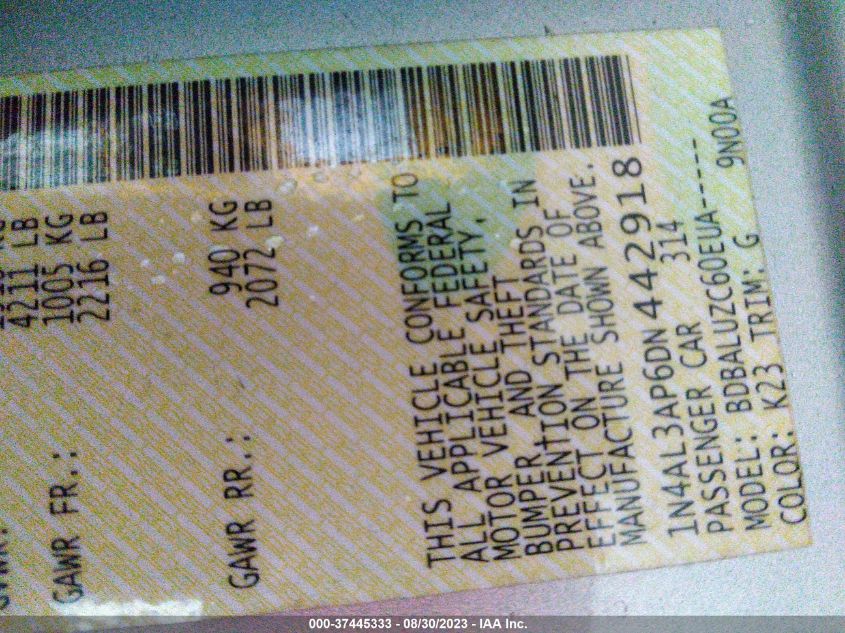 4211 LB
GAWR FR.: 1005 KG
2216 LB
GAWR RR.: 940 KG
2072 LB
THIS VEHICLE CONFORMS TO
ALL APPLICABLE FEDERAL
MOTOR VEHICLE SAFETY,
BUMPER AND THEFT
PREVENTION STANDARDS IN
EFFECT ON THE DATE OF
MANUFACTURE SHOWN ABOVE.
1N4AL3AP6DN442918
PASSENGER CAR 314
MODEL: BDBALUZC60EUA-----
COLOR: K23 TRIM: G 9N00A
000-37445333 - 08/30/2023 - IAA Inc.